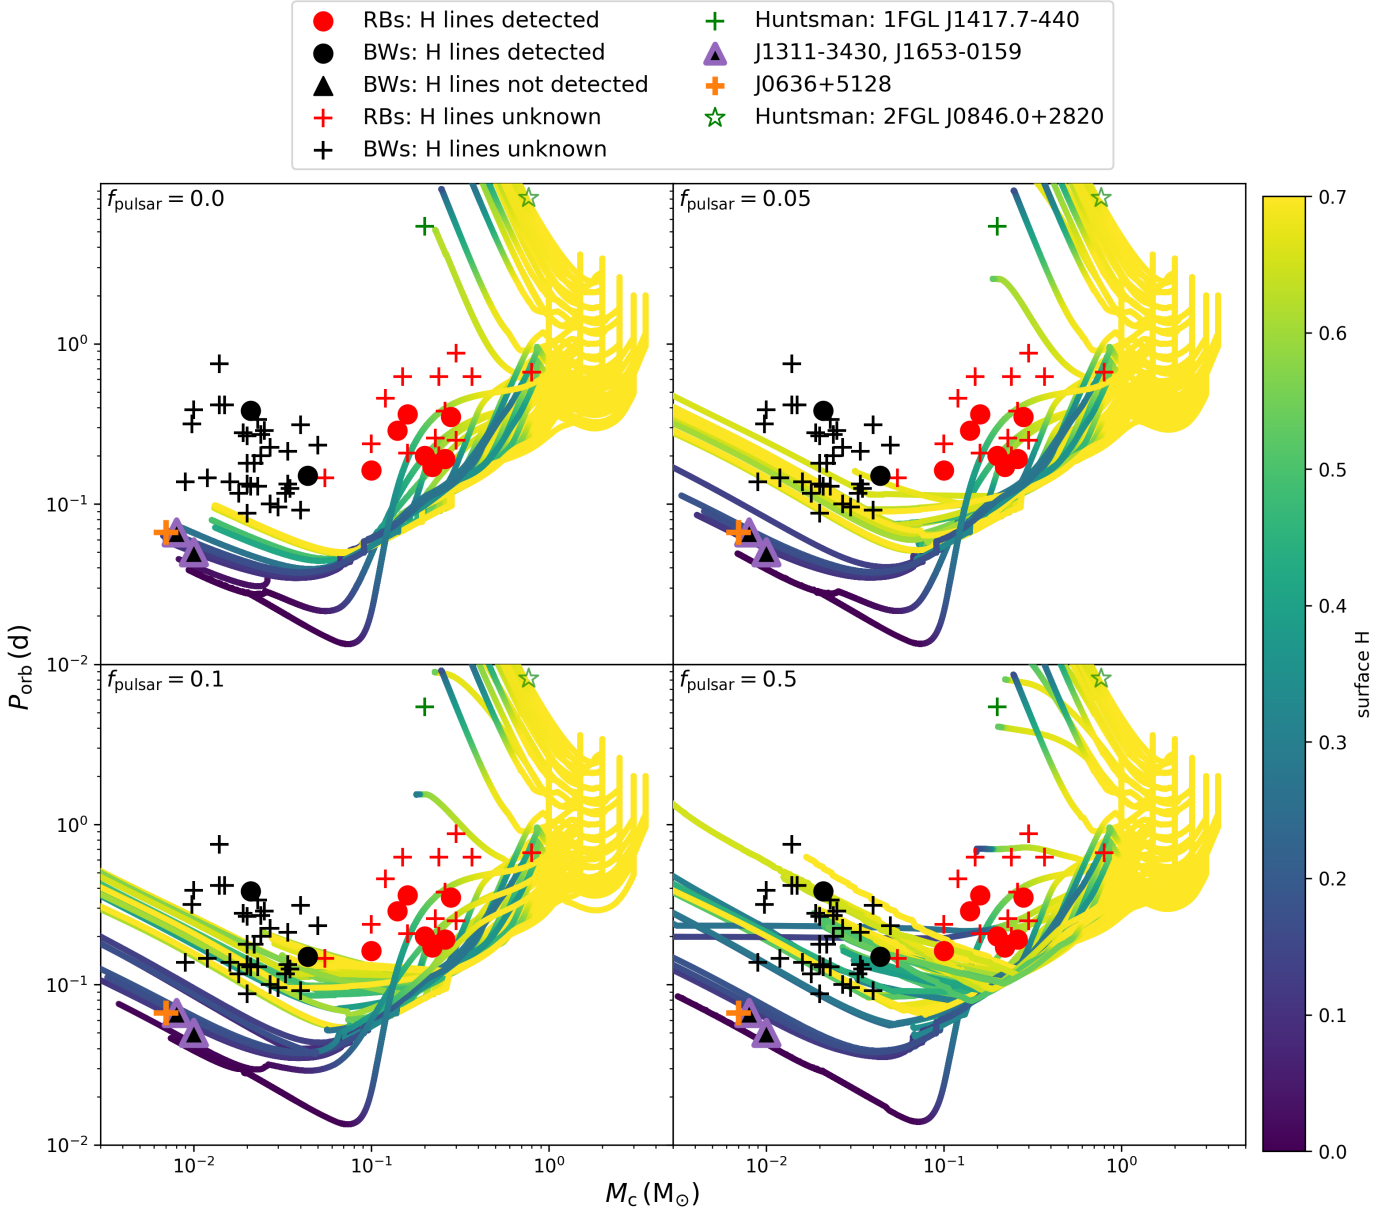 RBs: H lines detected
BWs: H lines detected
BWs: H lines not detected
RBs: H lines unknown
BWs: H lines unknown
Huntsman: 1FGL J1417.7-440
J1311-3430, J1653-0159
J0636+5128
Huntsman: 2FGL J0846.0+2820
f_pulsar = 0.0
f_pulsar = 0.05
10^0
10^-1
10^-2
f_pulsar = 0.1
f_pulsar = 0.5
10^0
10^-1
10^-2
10^-2 10^-1 10^0
10^-2 10^-1 10^0
P_orb (d)
M_c (M_⊙)
0.7
0.6
0.5
0.4
0.3
0.2
0.1
0.0
surface H